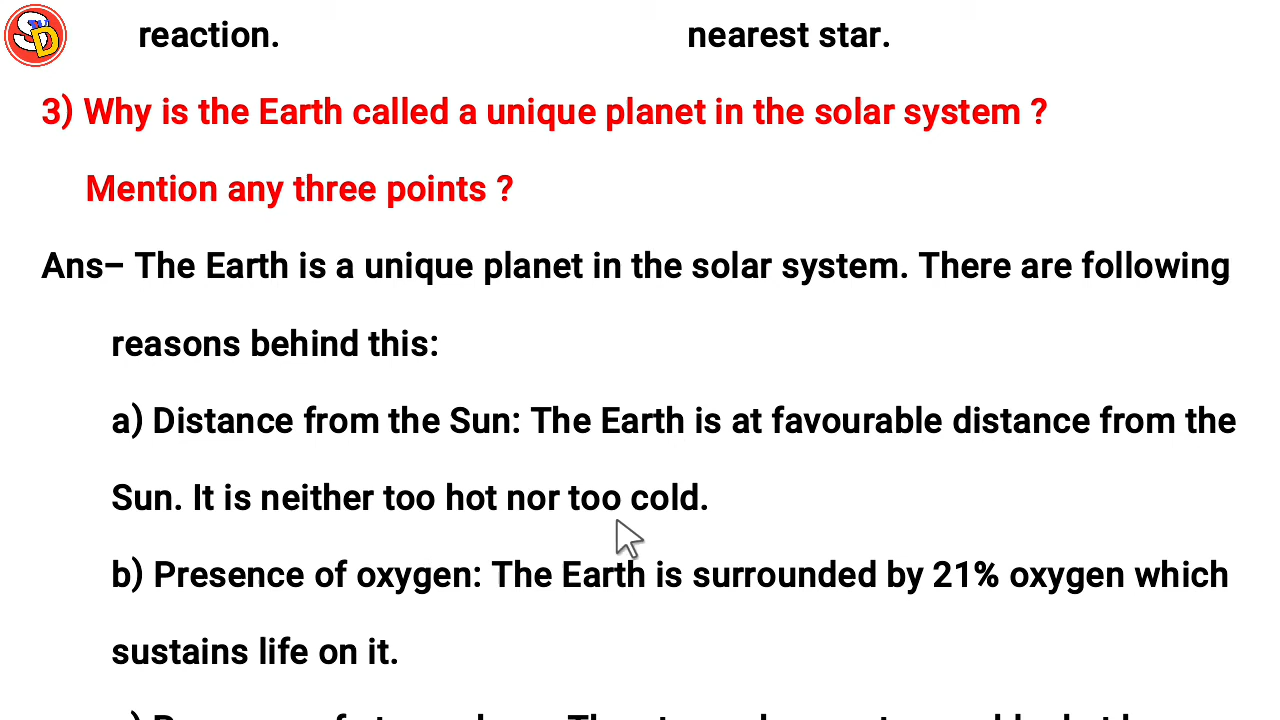 reaction. nearest star.
3) Why is the Earth called a unique planet in the solar system ?
Mention any three points ?
Ans– The Earth is a unique planet in the solar system. There are following
reasons behind this:
a) Distance from the Sun: The Earth is at favourable distance from the
Sun. It is neither too hot nor too cold.
b) Presence of oxygen: The Earth is surrounded by 21% oxygen which
sustains life on it.